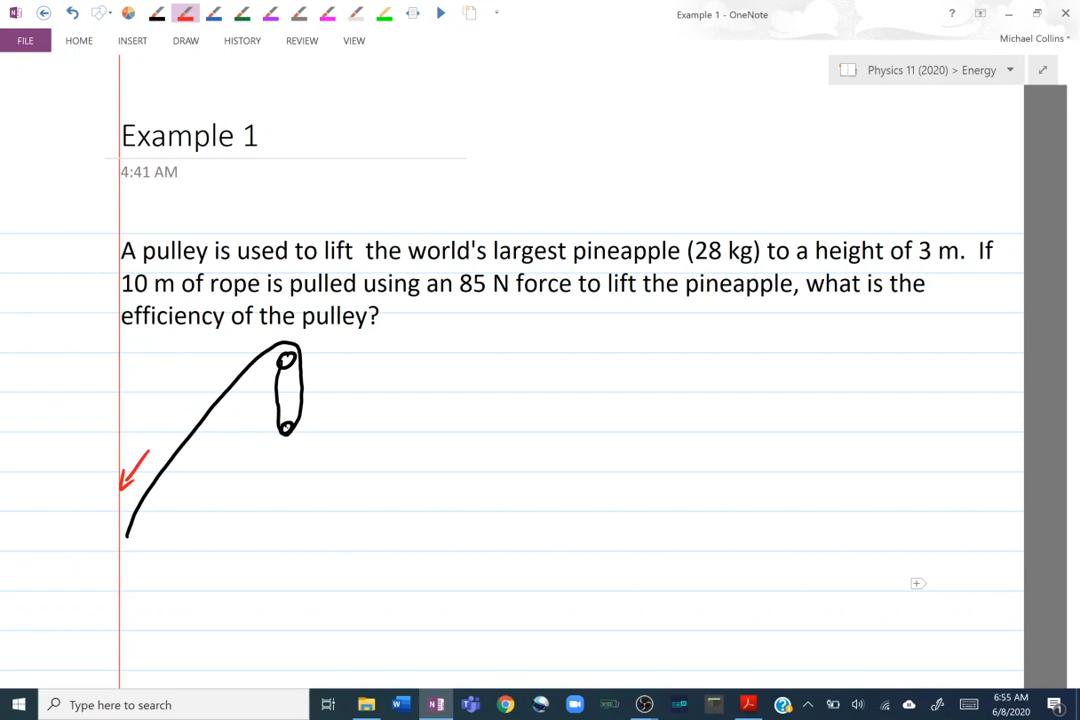 Example 1 - OneNote
?
FILE
HOME
INSERT
DRAW
HISTORY
REVIEW
VIEW
Michael Collins
Physics 11 (2020) > Energy
Example 1
4:41 AM
A pulley is used to lift the world's largest pineapple (28 kg) to a height of 3 m. If
10 m of rope is pulled using an 85 N force to lift the pineapple, what is the
efficiency of the pulley?
Type here to search
6:55 AM
6/8/2020